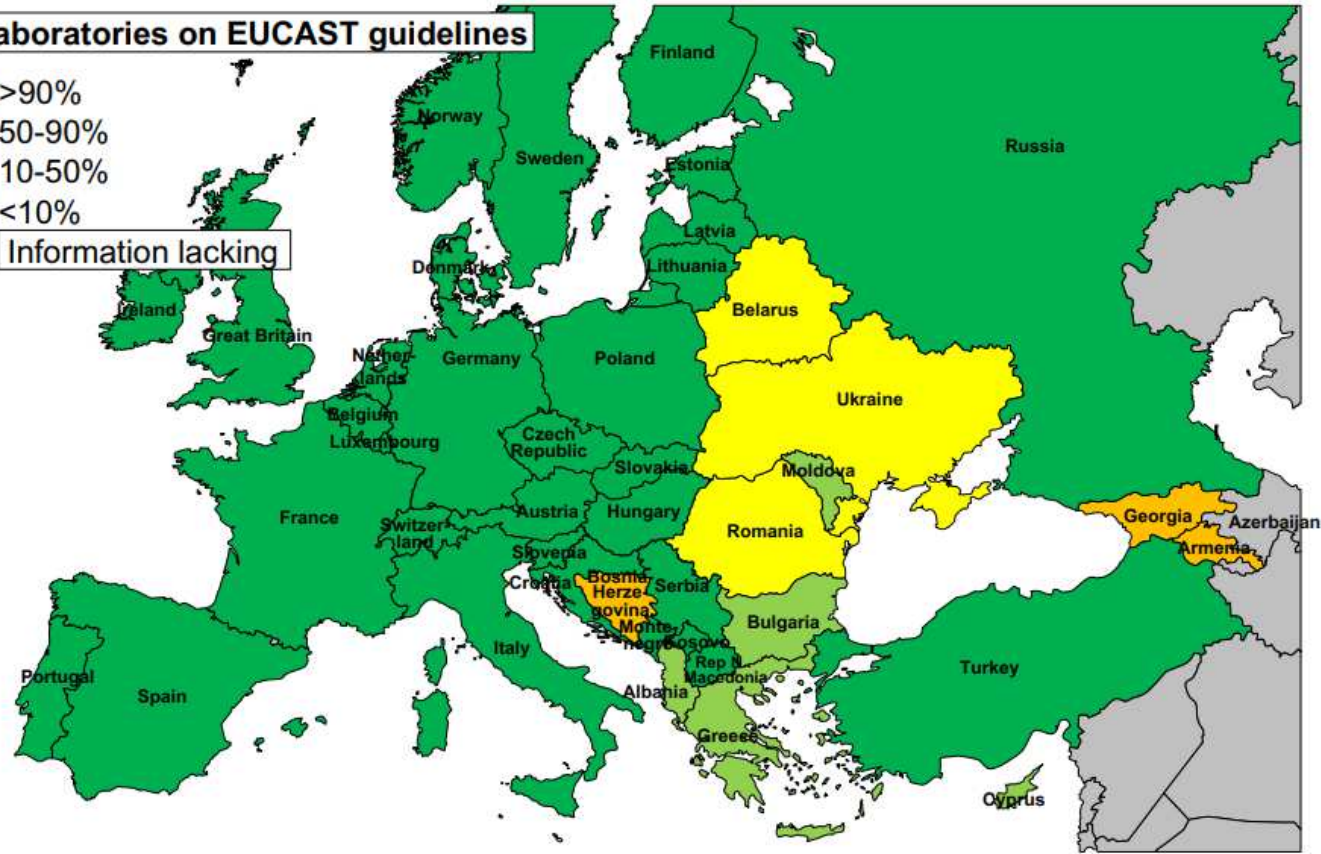 aboratories on EUCAST guidelines
>90%
50-90%
10-50%
<10%
Information lacking
Finland
Norway
Sweden
Russia
Estonia
Latvia
Lithuania
Denmark
Ireland
Great Britain
Belarus
Nether-
lands
Germany
Poland
Ukraine
Belgium
Luxembourg
Czech
Republic
Slovakia
Moldova
France
Switzer-
land
Austria
Hungary
Romania
Georgia
Azerbaijan
Armenia
Slovenia
Croatia
Bosnia
Herze-
govina
Serbia
Monte-
negro
Kosovo
Bulgaria
Italy
Rep N
Macedonia
Turkey
Portugal
Spain
Albania
Greece
Cyprus